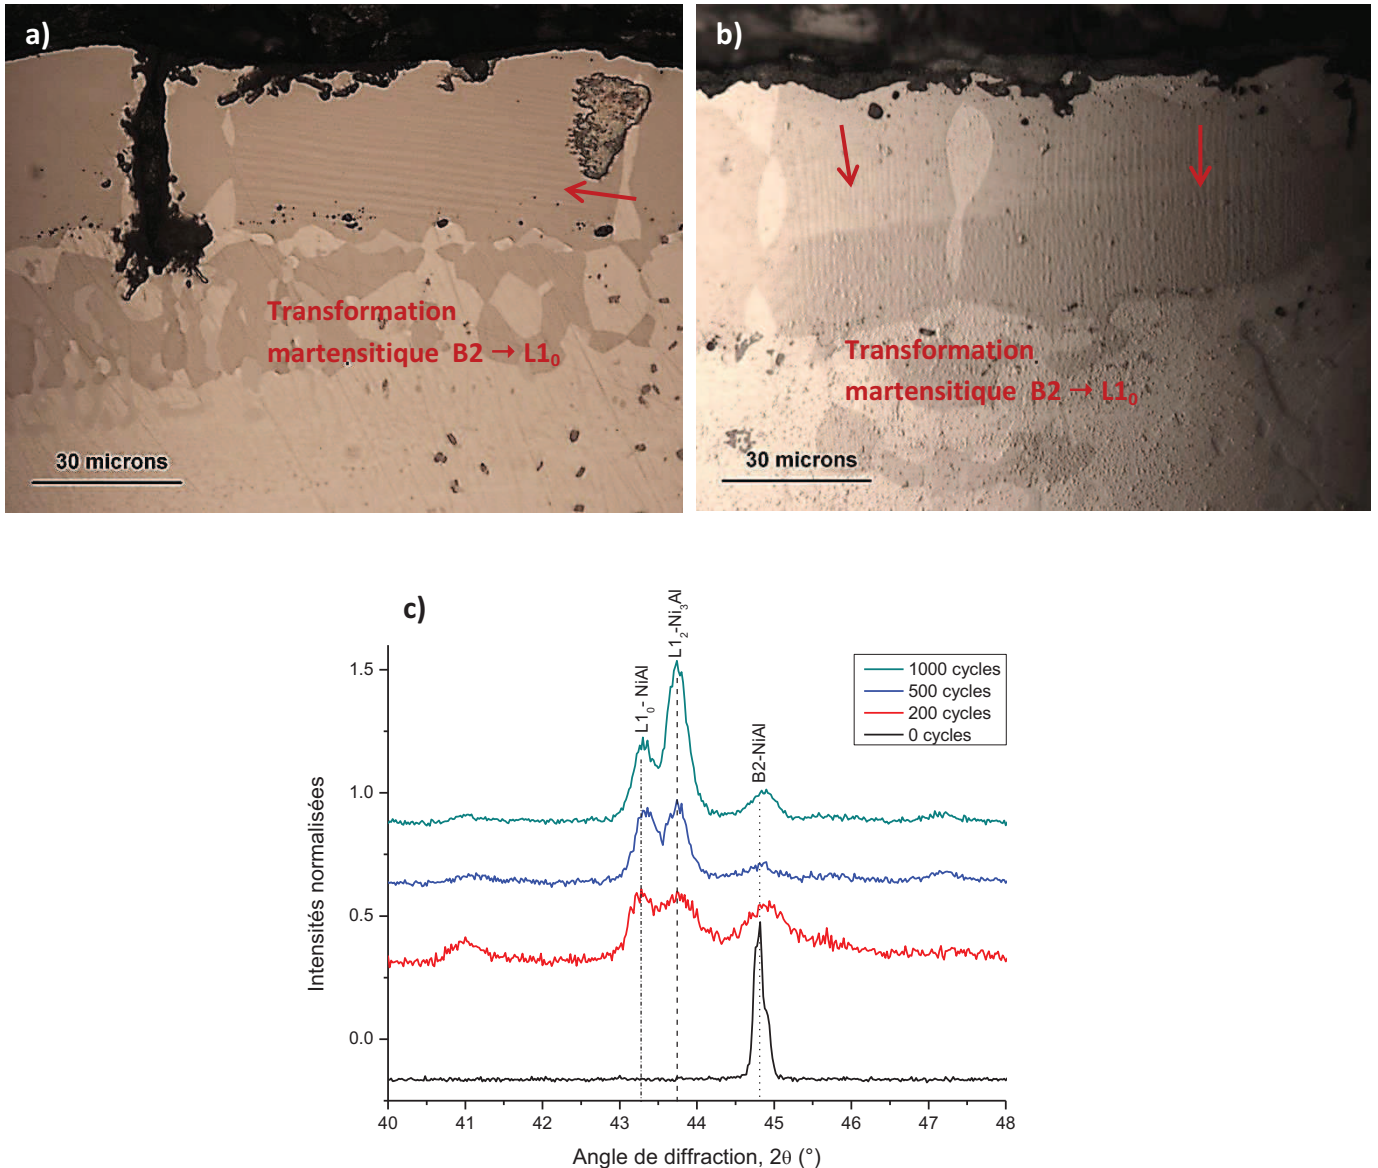 a)
Transformation
martensitique B2 → L1₀
30 microns
b)
Transformation
martensitique B2 → L1₀
30 microns
c)
L1₀- NiAl
L1₂-Ni₃Al
B2-NiAl
1000 cycles
500 cycles
200 cycles
0 cycles
Intensités normalisées
1.5
1.0
0.5
0.0
40 41 42 43 44 45 46 47 48
Angle de diffraction, 2θ (°)